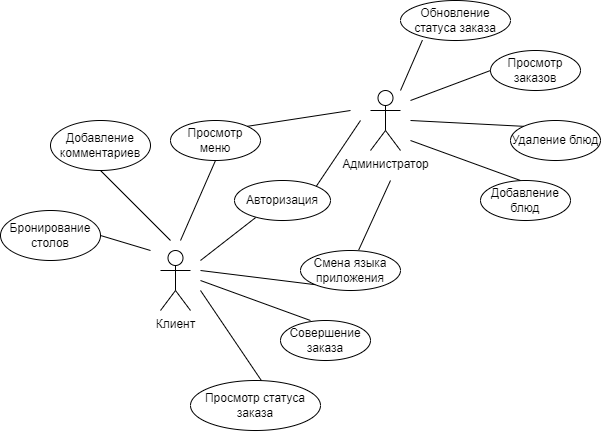 Обновление
статуса заказа
Просмотр
заказов
Добавление
комментариев
Просмотр
меню
Удаление блюд
Администратор
Добавление
блюд
Авторизация
Бронирование
столов
Смена языка
приложения
Клиент
Совершение
заказа
Просмотр статуса
заказа